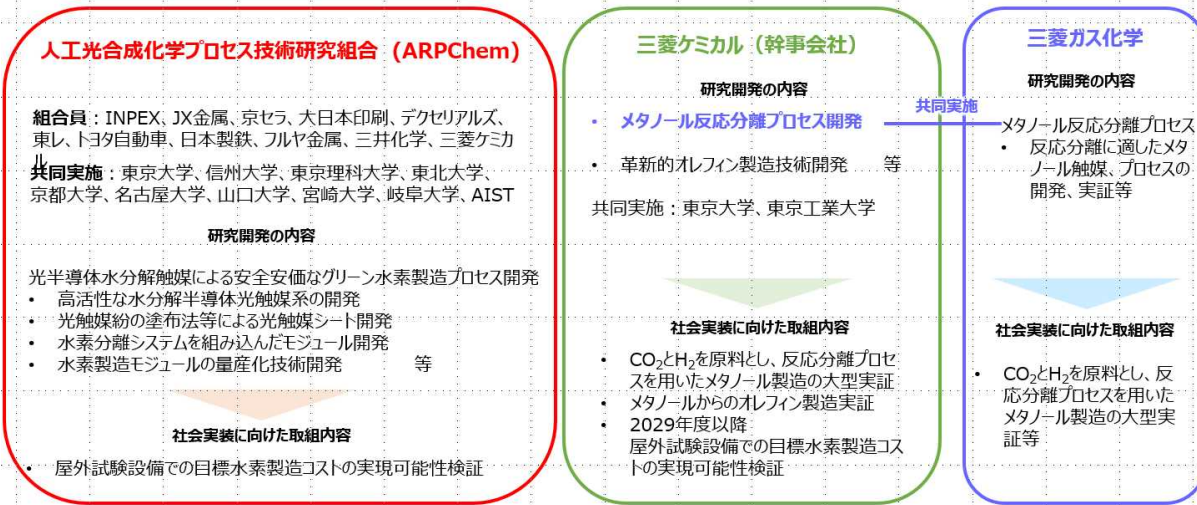 人工光合成化学プロセス技術研究組合（ARPChem）
組合員：INPEX、JX金属、京セラ、大日本印刷、デクセリアルズ、
東レ、トヨタ自動車、日本製鉄、フルヤ金属、三井化学、三菱ケミカ
ル
共同実施：東京大学、信州大学、東京理科大学、東北大学、
京都大学、名古屋大学、山口大学、宮崎大学、岐阜大学、AIST
研究開発の内容
光半導体水分解触媒による安全安価なグリーン水素製造プロセス開発
• 高活性な水分解半導体光触媒系の開発
• 光触媒紛の塗布法等による光触媒シート開発
• 水素分離システムを組み込んだモジュール開発
• 水素製造モジュールの量産化技術開発 等
社会実装に向けた取組内容
• 屋外試験設備での目標水素製造コストの実現可能性検証
三菱ケミカル（幹事会社）
研究開発の内容
• メタノール反応分離プロセス開発
• 革新的オレフィン製造技術開発 等
共同実施：東京大学、東京工業大学
社会実装に向けた取組内容
• CO₂とH₂を原料とし、反応分離プロセ
スを用いたメタノール製造の大型実証
• メタノールからのオレフィン製造実証
• 2029年度以降
屋外試験設備での目標水素製造コス
トの実現可能性検証
共同実施
三菱ガス化学
研究開発の内容
メタノール反応分離プロセス
• 反応分離に適したメタ
ノール触媒、プロセスの
開発、実証等
社会実装に向けた取組内容
• CO₂とH₂を原料とし、反
応分離プロセスを用いた
メタノール製造の大型実
証等